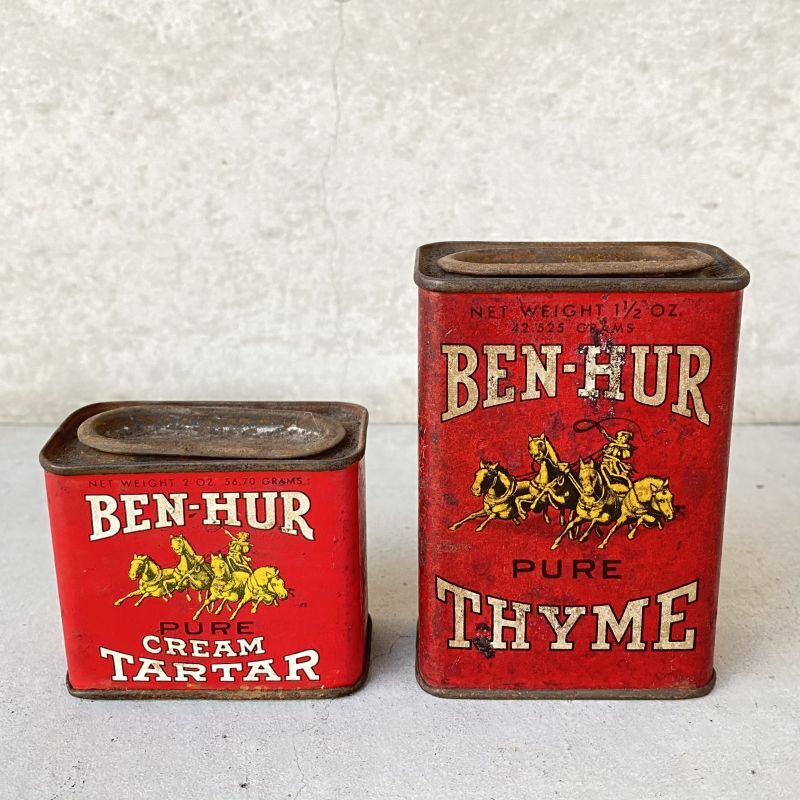 NET WEIGHT 2 OZ. 56.70 GRAMS
BEN-HUR
PURE
CREAM
TARTAR
NET WEIGHT 1½ OZ.
42.525 GRAMS
BEN-HUR
PURE
THYME